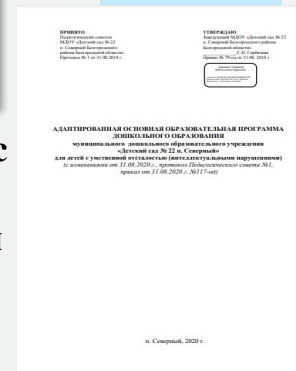 ПРИНЯТО
Педагогическим советом
МДОУ «Детский сад № 22
п. Северный Белгородского
района Белгородской области»
Протокол № 1 от 31.08.2018 г.
УТВЕРЖДАЮ
Заведующий МДОУ «Детский сад № 22
п. Северный Белгородского района
Белгородской области»
С.Н. Горбачева
Приказ № 79 од от 31.08. 2018 г.
АДАПТИРОВАННАЯ ОСНОВНАЯ ОБРАЗОВАТЕЛЬНАЯ ПРОГРАММА
ДОШКОЛЬНОГО ОБРАЗОВАНИЯ
муниципального дошкольного образовательного учреждения
«Детский сад № 22 п. Северный»
для детей с умственной отсталостью (интеллектуальными нарушениями)
(с изменениями от 31.08.2020 г., протокол Педагогического совета №1,
приказ от 31.08.2020 г. №117-од)
п. Северный, 2020 г.